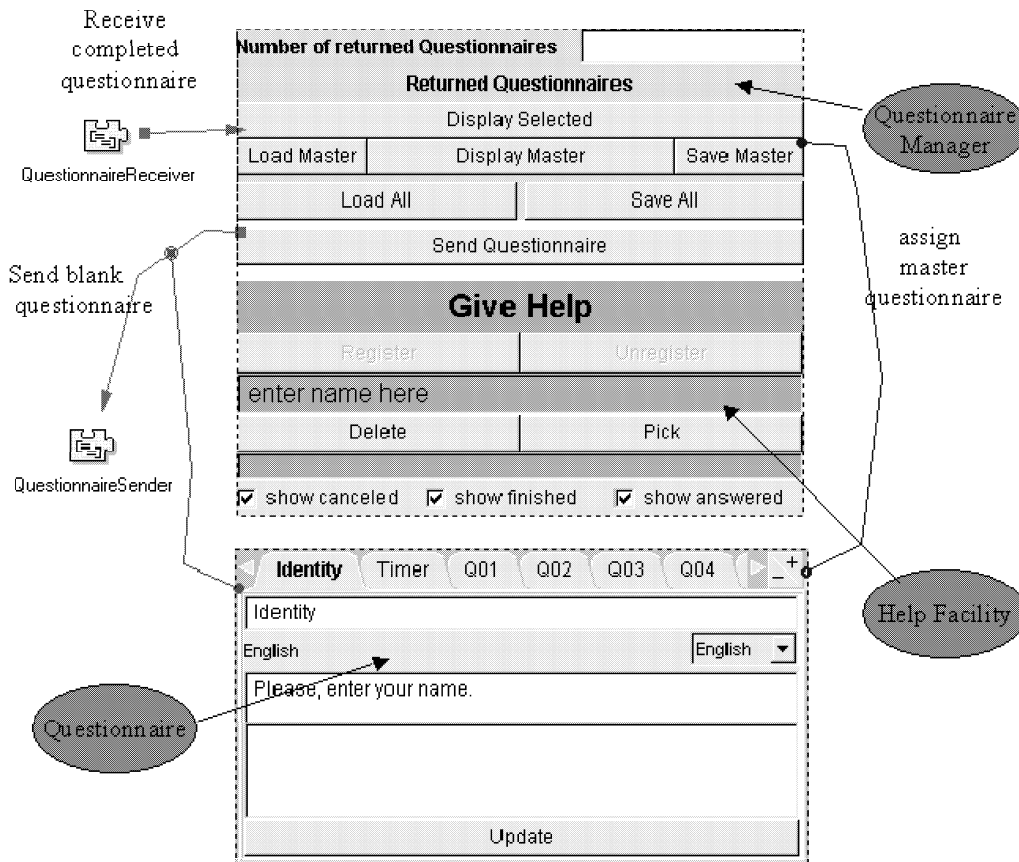 Receive
completed
questionnaire
QuestionnaireReceiver
Number of returned Questionnaires
Returned Questionnaires
Display Selected
Load Master Display Master Save Master
Load All Save All
Send Questionnaire
Questionnaire
Manager
assign
master
questionnaire
Send blank
questionnaire
QuestionnaireSender
Give Help
Register Unregister
enter name here
Delete Pick
show canceled show finished show answered
Help Facility
Identity Timer Q01 Q02 Q03 Q04 - +
Identity
English English
Please, enter your name.
Questionnaire
Update